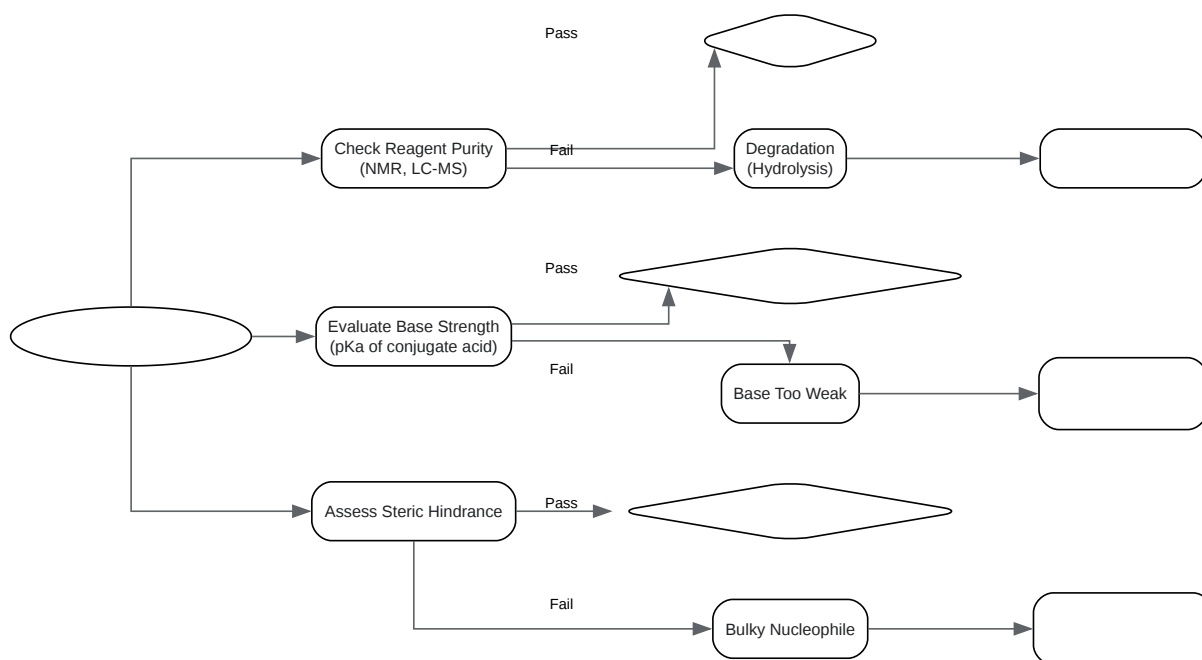 Pass
Check Reagent Purity
(NMR, LC-MS)
Fail
Degradation
(Hydrolysis)
Pass
Evaluate Base Strength
(pKa of conjugate acid)
Fail
Base Too Weak
Assess Steric Hindrance
Pass
Fail
Bulky Nucleophile